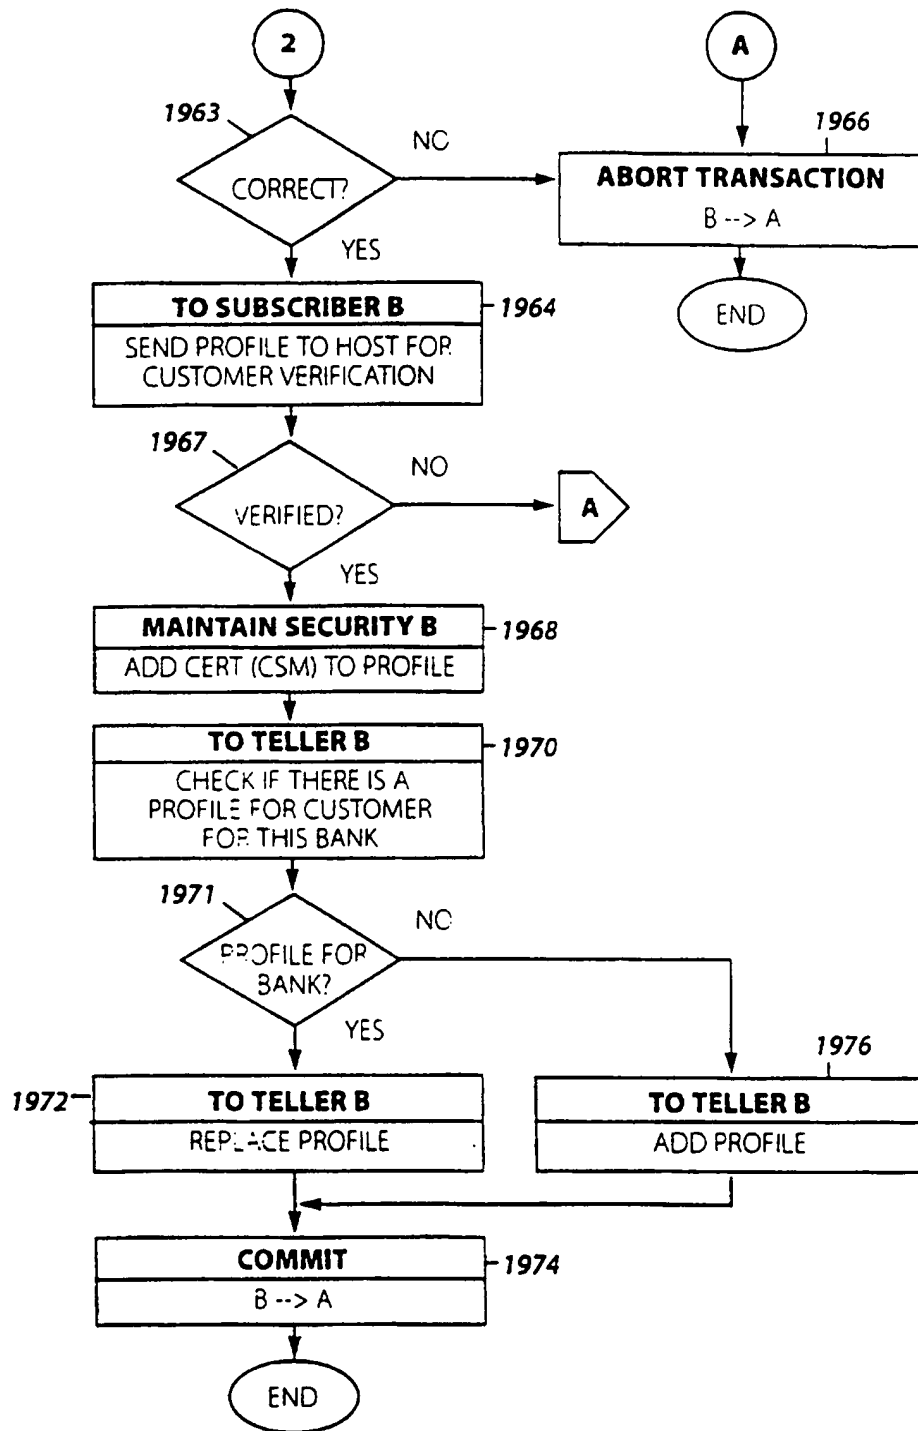 2
A
1963
NO
1966
CORRECT?
ABORT TRANSACTION
B --> A
YES
TO SUBSCRIBER B
1964
END
SEND PROFILE TO HOST FOR
CUSTOMER VERIFICATION
1967
NO
VERIFIED?
A
YES
MAINTAIN SECURITY B
1968
ADD CERT (CSM) TO PROFILE
TO TELLER B
1970
CHECK IF THERE IS A
PROFILE FOR CUSTOMER
FOR THIS BANK
1971
NO
PROFILE FOR
BANK?
YES
1976
1972
TO TELLER B
TO TELLER B
REPLACE PROFILE
ADD PROFILE
COMMIT
1974
B --> A
END